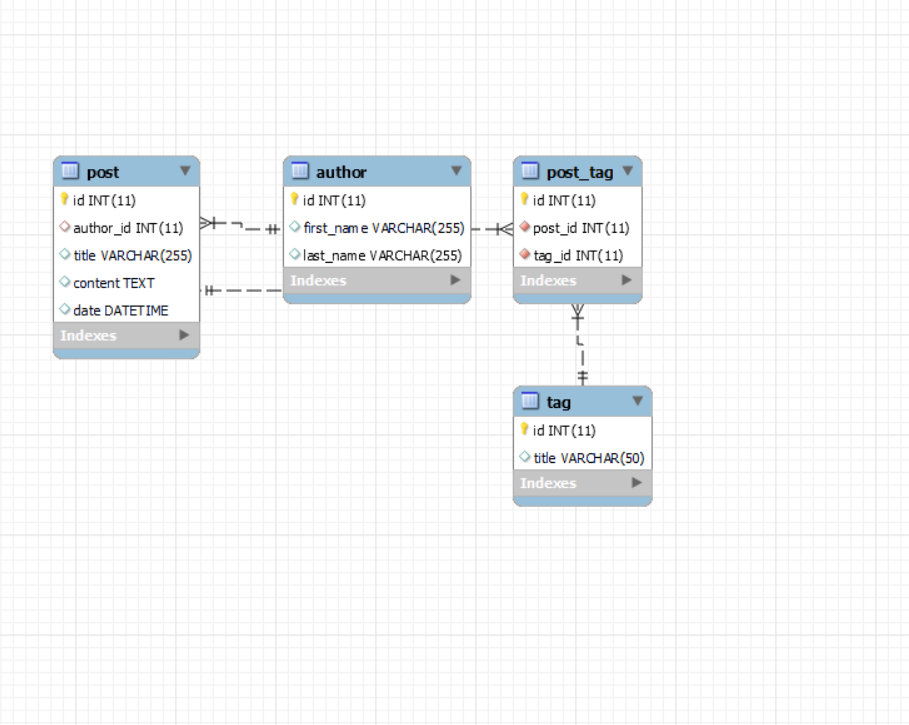 post
id INT(11)
author_id INT(11)
title VARCHAR(255)
content TEXT
date DATETIME
Indexes
author
id INT(11)
first_name VARCHAR(255)
last_name VARCHAR(255)
Indexes
post_tag
id INT(11)
post_id INT(11)
tag_id INT(11)
Indexes
tag
id INT(11)
title VARCHAR(50)
Indexes